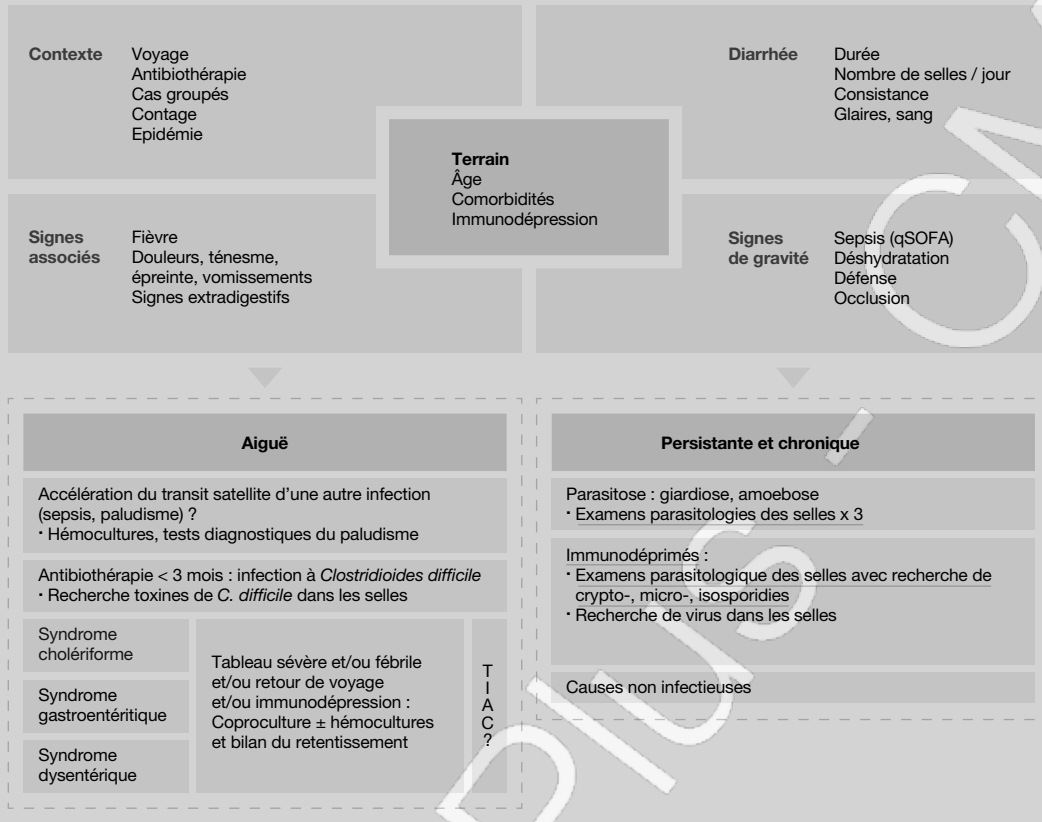 Contexte
Voyage
Antibiothérapie
Cas groupés
Contage
Epidémie
Diarrhée
Durée
Nombre de selles / jour
Consistance
Glaires, sang
Terrain
Âge
Comorbidités
Immunodépression
Signes
associés
Fièvre
Douleurs, ténesme,
épreinte, vomissements
Signes extradigestifs
Signes
de gravité
Sepsis (qSOFA)
Déshydratation
Défense
Occlusion
Aiguë
Accélération du transit satellite d'une autre infection
(sepsis, paludisme) ?
· Hémocultures, tests diagnostiques du paludisme
Antibiothérapie < 3 mois : infection à Clostridioides difficile
· Recherche toxines de C. difficile dans les selles
Syndrome
cholériforme
Syndrome
gastroentéritique
Syndrome
dysentérique
Tableau sévère et/ou fébrile
et/ou retour de voyage
et/ou immunodépression :
Coproculture ± hémocultures
et bilan du retentissement
T
I
A
C
?
Persistante et chronique
Parasitose : giardiose, amoebose
· Examens parasitologies des selles x 3
Immunodéprimés :
· Examens parasitologique des selles avec recherche de
crypto-, micro-, isosporidies
· Recherche de virus dans les selles
Causes non infectieuses
Plus -